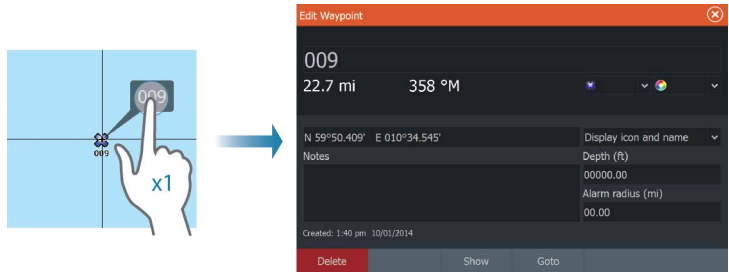 009
009
x1
Edit Waypoint
009
22.7 mi 358 °M
N 59°50.409' E 010°34.545' Display icon and name
Notes Depth (ft)
00000.00
Alarm radius (mi)
00.00
Created: 1:40 pm 10/01/2014
Delete Show Goto